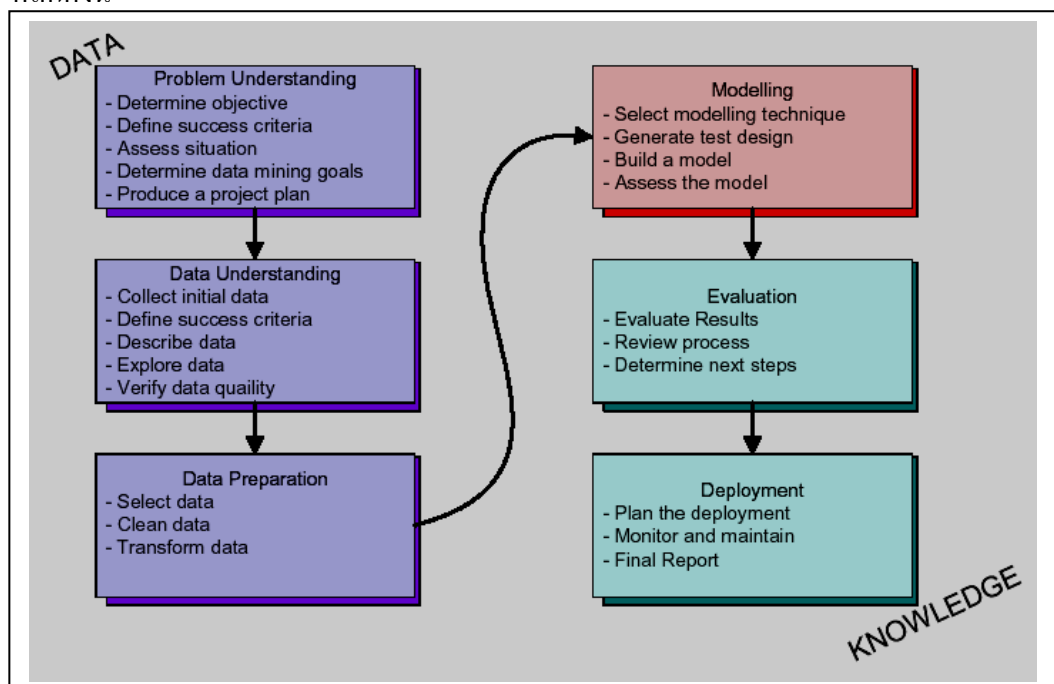 DATA
Problem Understanding
- Determine objective
- Define success criteria
- Assess situation
- Determine data mining goals
- Produce a project plan
Data Understanding
- Collect initial data
- Define success criteria
- Describe data
- Explore data
- Verify data quaility
Data Preparation
- Select data
- Clean data
- Transform data
Modelling
- Select modelling technique
- Generate test design
- Build a model
- Assess the model
Evaluation
- Evaluate Results
- Review process
- Determine next steps
Deployment
- Plan the deployment
- Monitor and maintain
- Final Report
KNOWLEDGE